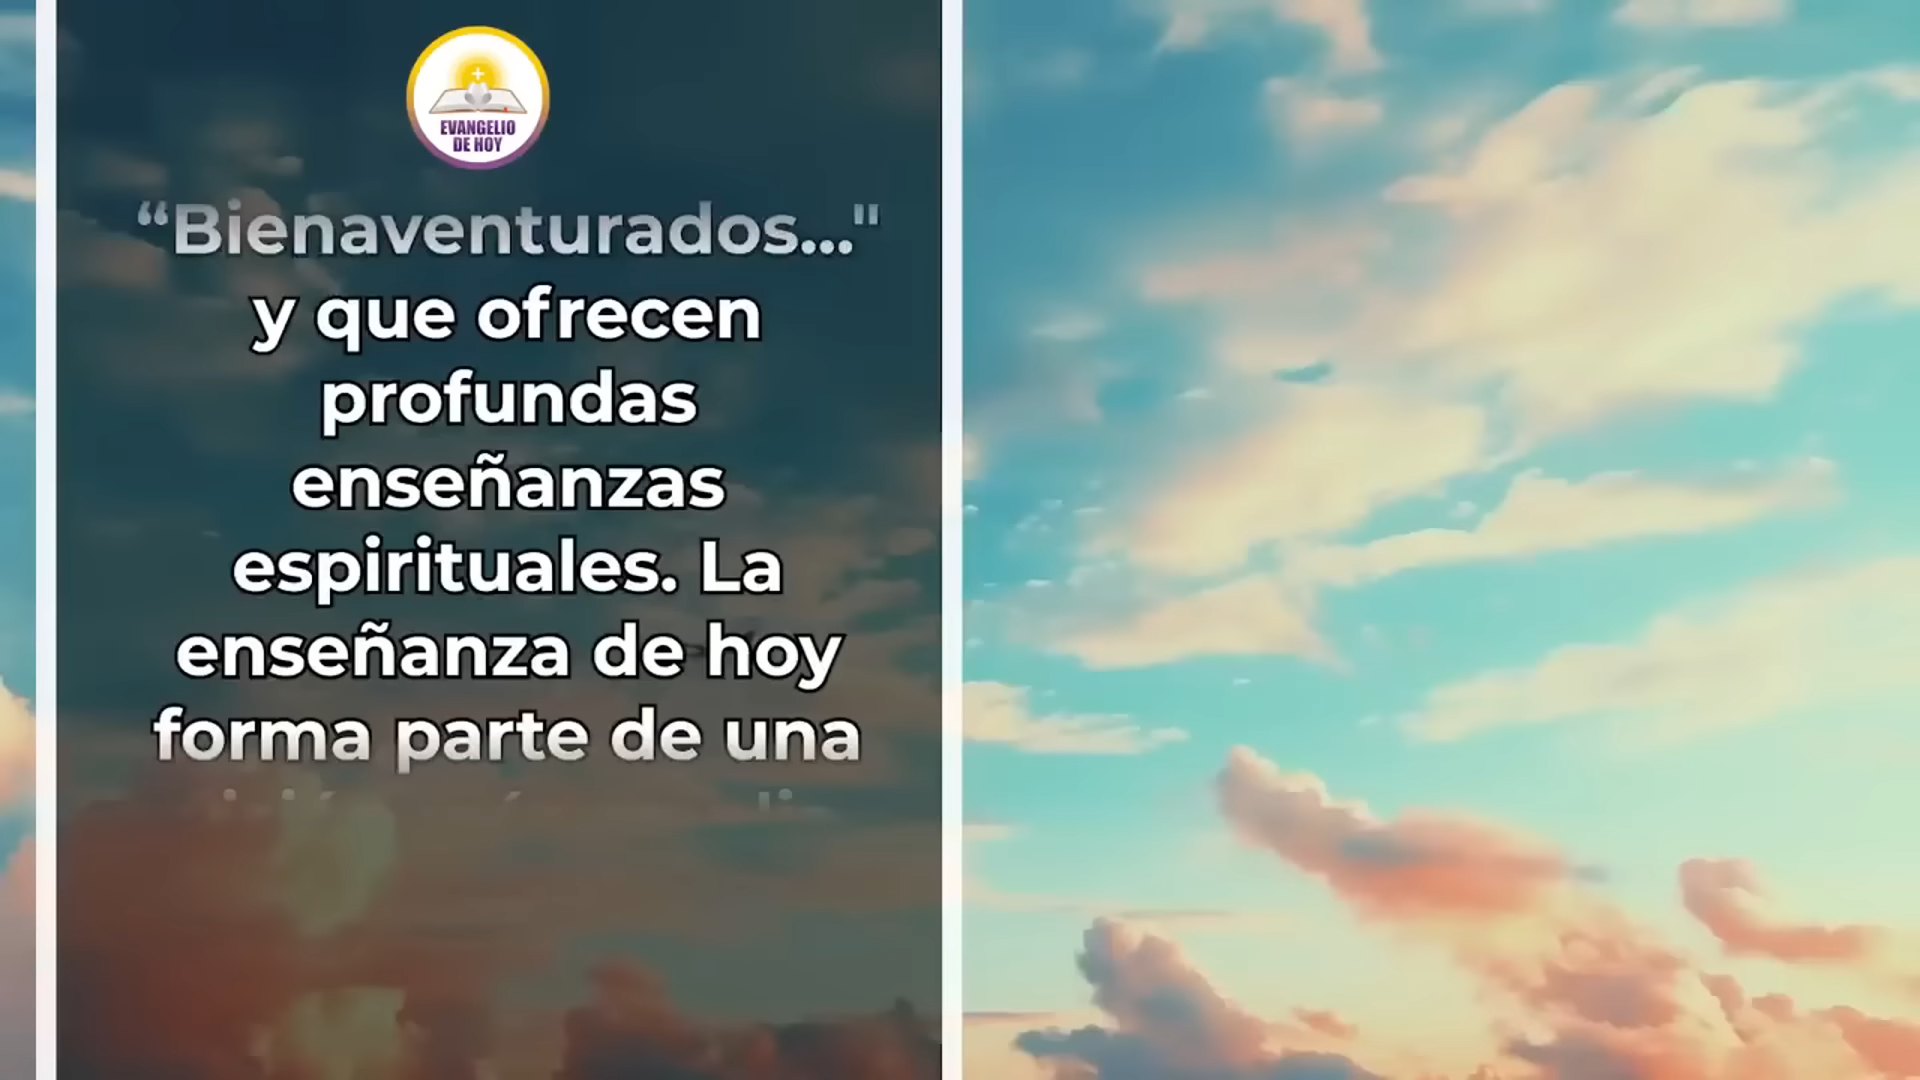 EVANGELIO
DE HOY
“Bienaventurados..."
y que ofrecen
profundas
enseñanzas
espirituales. La
enseñanza de hoy
forma parte de una